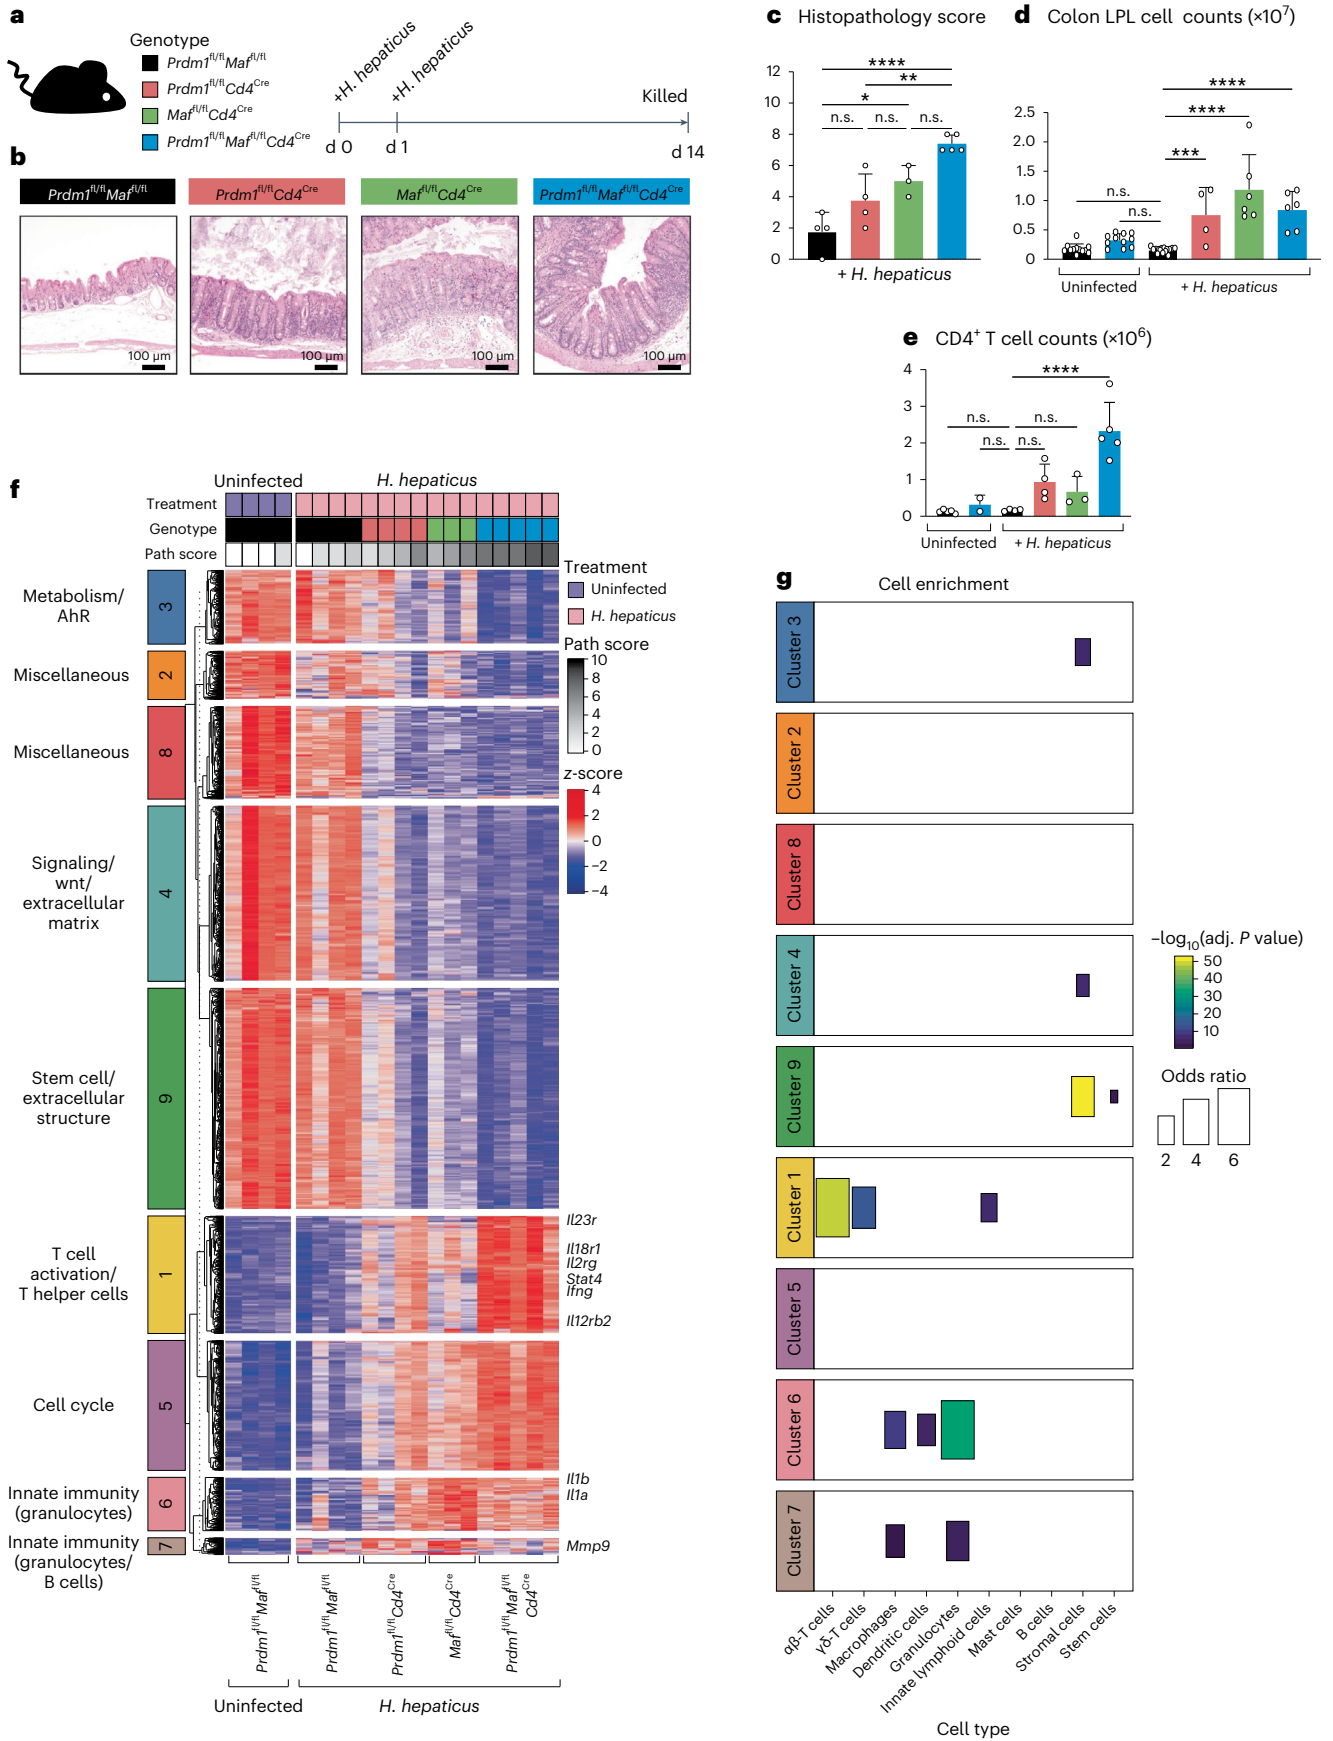 a
Genotype
Prdm1fl/flMaffl/fl
Prdm1fl/flCd4Cre
Maffl/flCd4Cre
Prdm1fl/flMaffl/flCd4Cre
+H. hepaticus
+H. hepaticus
Killed
d 0
d 1
d 14
b
Prdm1fl/flMaffl/fl
Prdm1fl/flCd4Cre
Maffl/flCd4Cre
Prdm1fl/flMaffl/flCd4Cre
100 µm
100 µm
100 µm
100 µm
c Histopathology score
****
**
*
n.s. n.s. n.s.
12
10
8
6
4
2
0
+ H. hepaticus
d Colon LPL cell counts (×10⁷)
****
****
***
n.s.
n.s.
2.5
2.0
1.5
1.0
0.5
0
Uninfected
+ H. hepaticus
e CD4⁺ T cell counts (×10⁶)
****
n.s. n.s.
n.s. n.s.
4
3
2
1
0
Uninfected
+ H. hepaticus
f
Uninfected
H. hepaticus
Treatment
Genotype
Path score
Metabolism/
AhR
3
Miscellaneous
2
Miscellaneous
8
Signaling/
wnt/
extracellular
matrix
4
Stem cell/
extracellular
structure
9
T cell
activation/
T helper cells
1
Cell cycle
5
Innate immunity
(granulocytes)
6
Innate immunity
(granulocytes/
B cells)
7
Il23r
Il18r1
Il2rg
Stat4
Ifng
Il12rb2
Il1b
Il1a
Mmp9
Treatment
Uninfected
H. hepaticus
Path score
10
8
6
4
2
0
z-score
4
2
0
−2
−4
Prdm1fl/flMaffl/fl
Prdm1fl/flMaffl/fl
Prdm1fl/flCd4Cre
Maffl/flCd4Cre
Prdm1fl/flMaffl/fl
Cd4Cre
Uninfected
H. hepaticus
g
Cell enrichment
Cluster 3
Cluster 2
Cluster 8
Cluster 4
Cluster 9
Cluster 1
Cluster 5
Cluster 6
Cluster 7
αβ-T cells
γδ-T cells
Macrophages
Dendritic cells
Granulocytes
Innate lymphoid cells
Mast cells
B cells
Stromal cells
Stem cells
Cell type
−log10(adj. P value)
50
40
30
20
10
Odds ratio
2 4 6